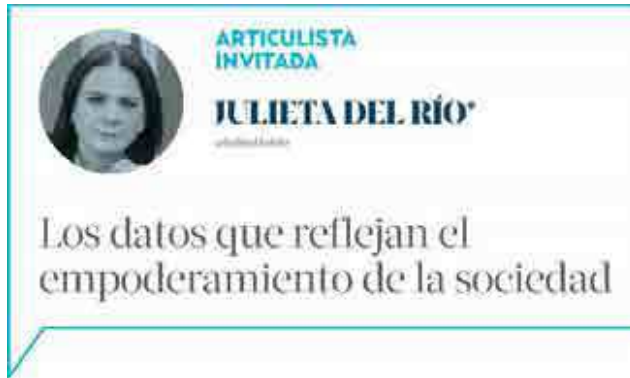 ARTICULISTA
INVITADA
JULIETA DEL RÍO*
Los datos que reflejan el
empoderamiento de la sociedad